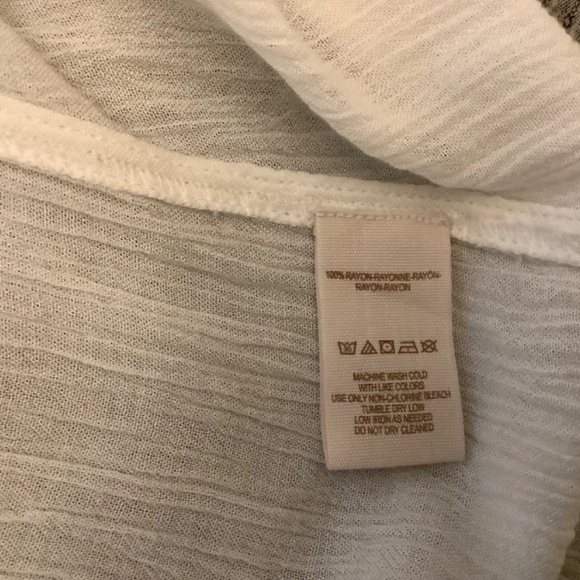 100% RAYON-RAYONNE-RAYÓN-
RAYON-RAYON
MACHINE WASH COLD
WITH LIKE COLORS
USE ONLY NON-CHLORINE BLEACH
TUMBLE DRY LOW
LOW IRON AS NEEDED
DO NOT DRY CLEANED